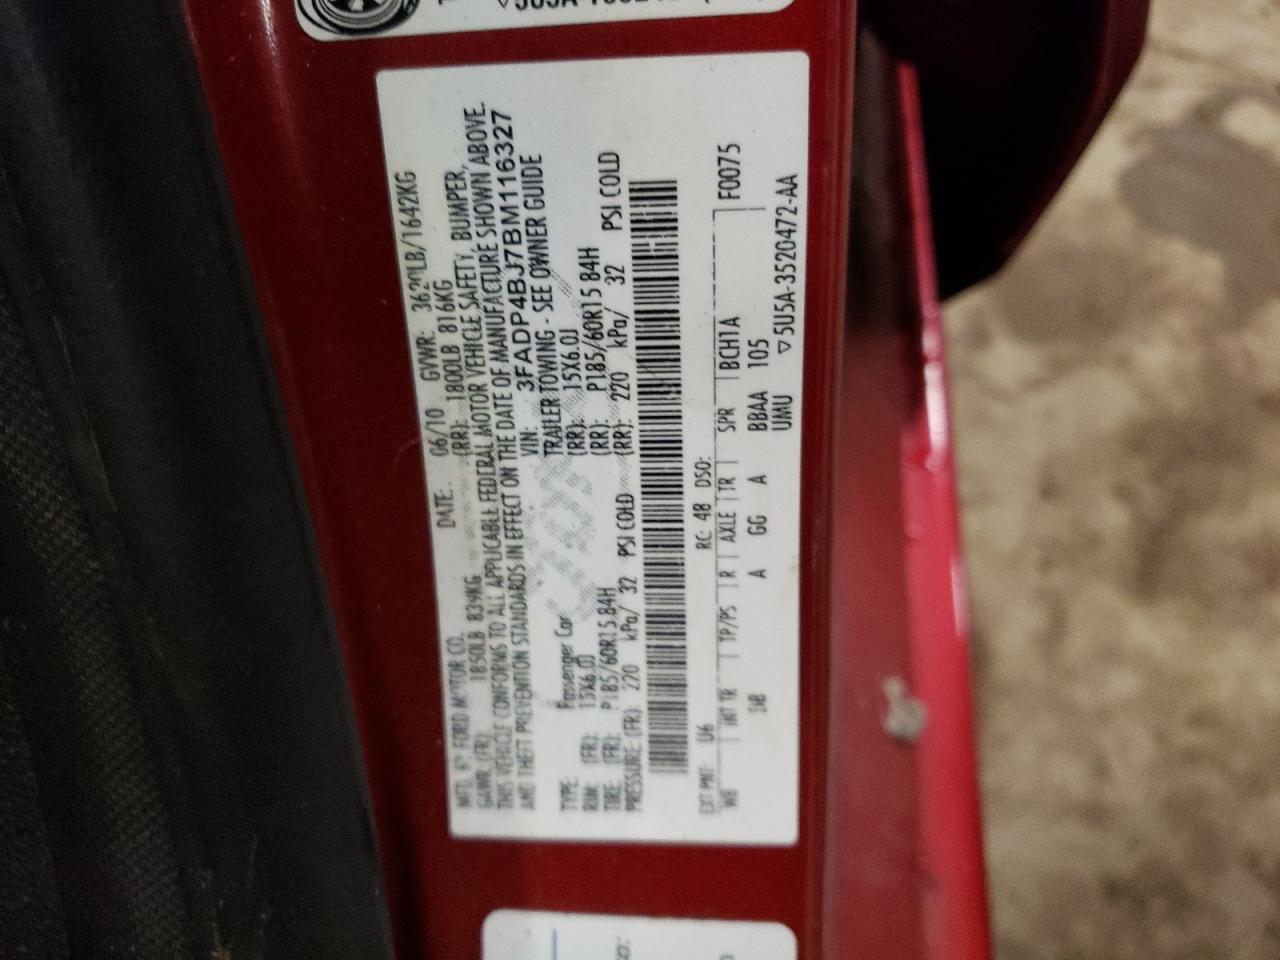 MFD. BY FORD MOTOR CO.
DATE: 06/10 GVWR: 3620LB/1642KG
GAWR: (FR): 1850LB 839KG (RR): 1800LB 816KG
THIS VEHICLE CONFORMS TO ALL APPLICABLE FEDERAL MOTOR VEHICLE SAFETY, BUMPER,
AND THEFT PREVENTION STANDARDS IN EFFECT ON THE DATE OF MANUFACTURE SHOWN ABOVE.
VIN: 3FADP4BJ7BM116327
TYPE: Passenger Car TRAILER TOWING - SEE OWNER GUIDE
RIM: (FR): 15X6.0J (RR): 15X6.0J
TIRE: (FR): P185/60R15 84H (RR): P185/60R15 84H
PRESSURE: (FR): 220 kPa/ 32 PSI COLD (RR): 220 kPa/ 32 PSI COLD
EXT PNT: U6 RC: 48 DSO: F0075
WB INT TR TP/PS R AXLE TR SPR BCH1A
A GG A BBAA 105
UMU ▽5U5A-3520472-AA